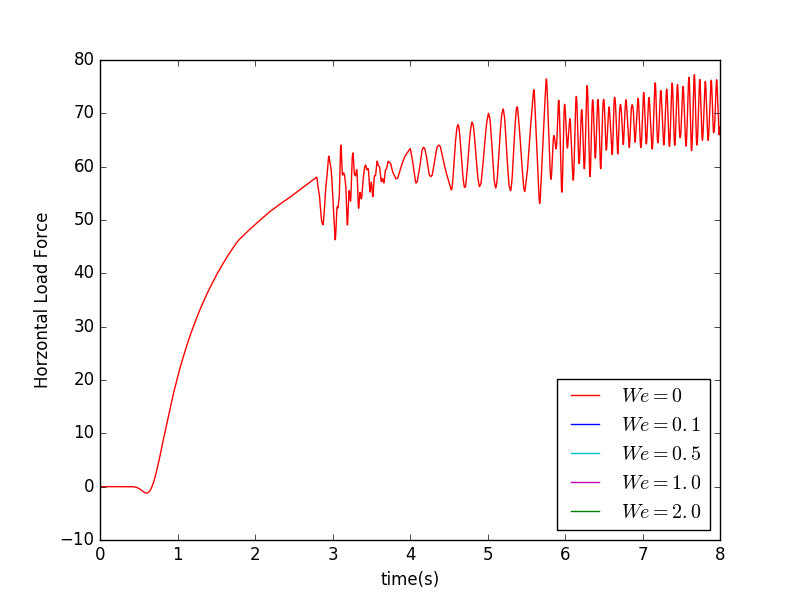 80
70
60
50
40
30
20
10
0
−10
Horzontal Load Force
0 1 2 3 4 5 6 7 8
time(s)
We = 0
We = 0.1
We = 0.5
We = 1.0
We = 2.0